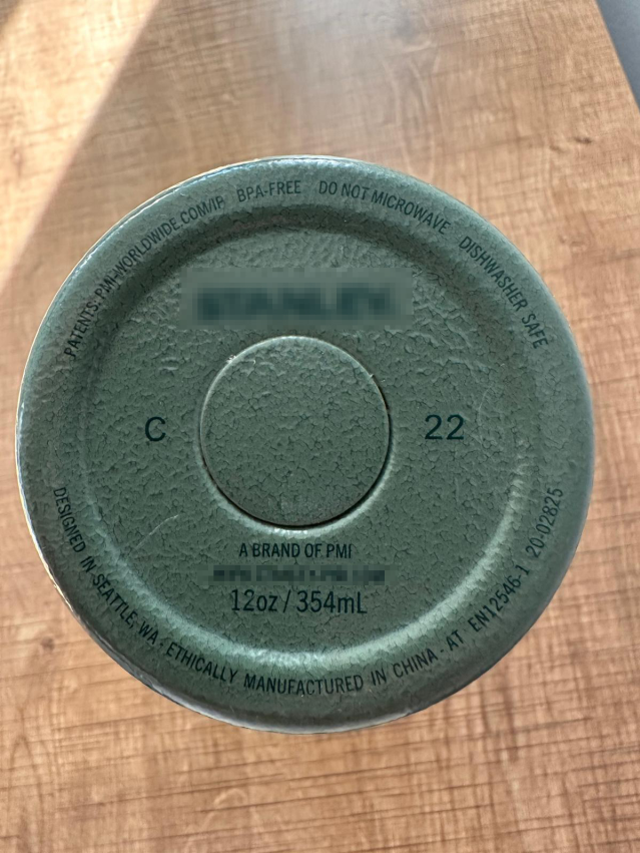 PATENTS: PMI-WORLDWIDE.COM/IP BPA-FREE DO NOT MICROWAVE DISHWASHER SAFE
C 22
A BRAND OF PMI
12oz / 354mL
DESIGNED IN SEATTLE, WA · ETHICALLY MANUFACTURED IN CHINA · AT EN12546-1 20-02825